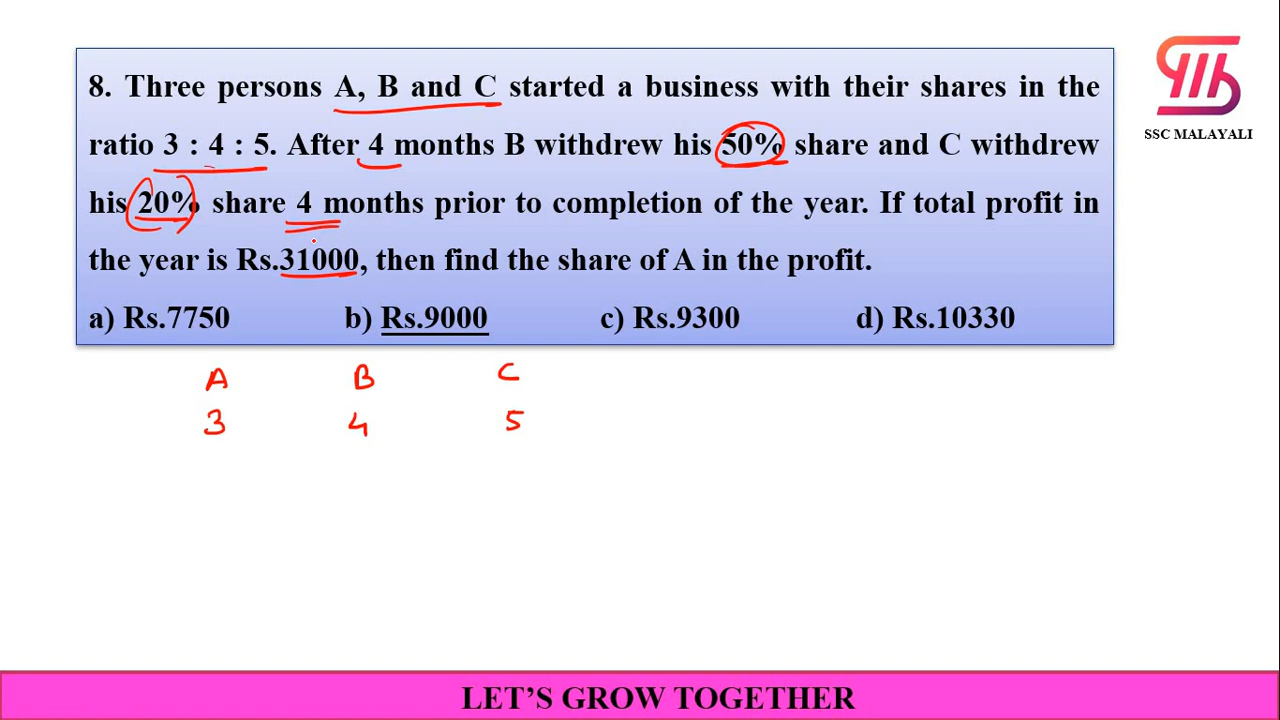 8. Three persons A, B and C started a business with their shares in the
ratio 3 : 4 : 5. After 4 months B withdrew his 50% share and C withdrew
his 20% share 4 months prior to completion of the year. If total profit in
the year is Rs.31000, then find the share of A in the profit.
a) Rs.7750 b) Rs.9000 c) Rs.9300 d) Rs.10330
SSC MALAYALI
A B C
3 4 5
LET’S GROW TOGETHER